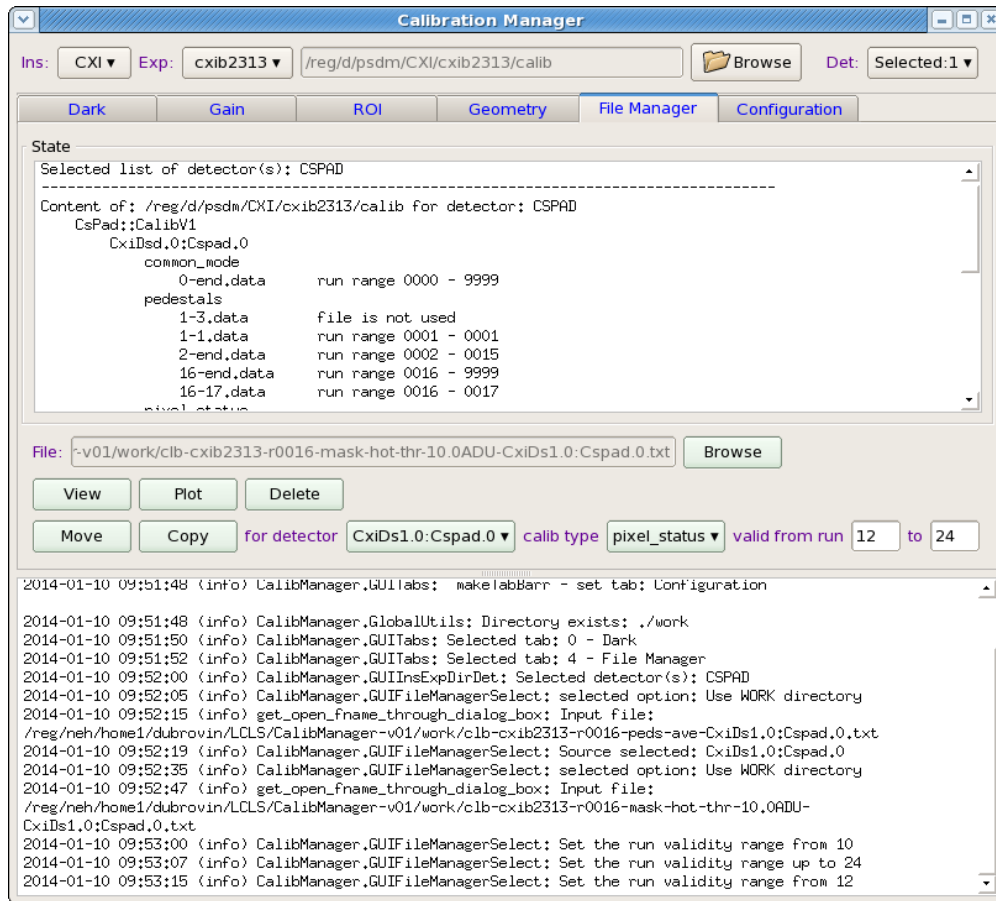 Calibration Manager
Ins: CXI Exp: cxib2313 /reg/d/psdm/CXI/cxib2313/calib Browse Det: Selected:1
Dark Gain ROI Geometry File Manager Configuration
State
Selected list of detector(s): CSPAD
--------------------------------------------------------------------------------
Content of: /reg/d/psdm/CXI/cxib2313/calib for detector: CSPAD
CsPad::CalibV1
CxiDsd.0:Cspad.0
common_mode
0-end.data run range 0000 - 9999
pedestals
1-3.data file is not used
1-1.data run range 0001 - 0001
2-end.data run range 0002 - 0015
16-end.data run range 0016 - 9999
16-17.data run range 0016 - 0017
pixel_status
File: r-v01/work/clb-cxib2313-r0016-mask-hot-thr-10.0ADU-CxiDs1.0:Cspad.0.txt Browse
View Plot Delete
Move Copy for detector CxiDs1.0:Cspad.0 calib type pixel_status valid from run 12 to 24
2014-01-10 09:51:48 (info) CalibManager.GUITabs: makeTabBarr - set tab: Configuration
2014-01-10 09:51:48 (info) CalibManager.GlobalUtils: Directory exists: ./work
2014-01-10 09:51:50 (info) CalibManager.GUITabs: Selected tab: 0 - Dark
2014-01-10 09:51:52 (info) CalibManager.GUITabs: Selected tab: 4 - File Manager
2014-01-10 09:52:00 (info) CalibManager.GUIInsExpDirDet: Selected detector(s): CSPAD
2014-01-10 09:52:05 (info) CalibManager.GUIFileManagerSelect: selected option: Use WORK directory
2014-01-10 09:52:15 (info) get_open_fname_through_dialog_box: Input file:
/reg/neh/home1/dubrovin/LCLS/CalibManager-v01/work/clb-cxib2313-r0016-peds-ave-CxiDs1.0:Cspad.0.txt
2014-01-10 09:52:19 (info) CalibManager.GUIFileManagerSelect: Source selected: CxiDs1.0:Cspad.0
2014-01-10 09:52:35 (info) CalibManager.GUIFileManagerSelect: selected option: Use WORK directory
2014-01-10 09:52:47 (info) get_open_fname_through_dialog_box: Input file:
/reg/neh/home1/dubrovin/LCLS/CalibManager-v01/work/clb-cxib2313-r0016-mask-hot-thr-10.0ADU-
CxiDs1.0:Cspad.0.txt
2014-01-10 09:53:00 (info) CalibManager.GUIFileManagerSelect: Set the run validity range from 10
2014-01-10 09:53:07 (info) CalibManager.GUIFileManagerSelect: Set the run validity range up to 24
2014-01-10 09:53:15 (info) CalibManager.GUIFileManagerSelect: Set the run validity range from 12